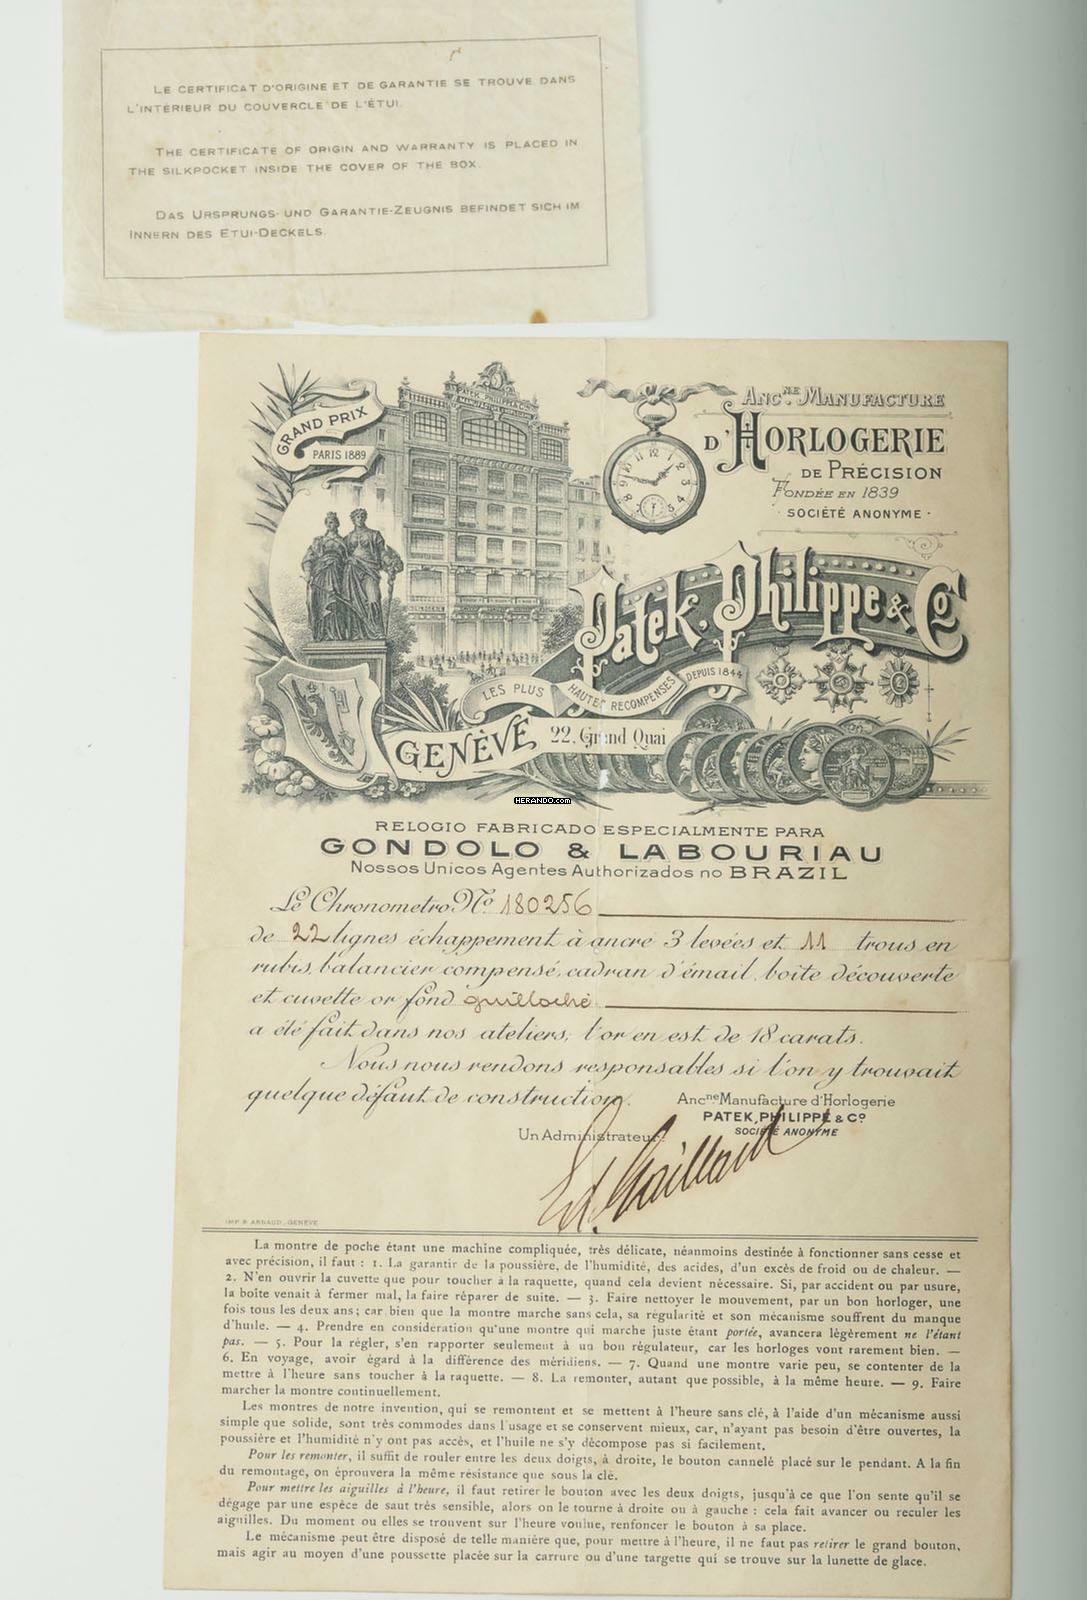 LE CERTIFICAT D'ORIGINE ET DE GARANTIE SE TROUVE DANS
L'INTÉRIEUR DU COUVERCLE DE L'ÉTUI.
THE CERTIFICATE OF ORIGIN AND WARRANTY IS PLACED IN
THE SILKPOCKET INSIDE THE COVER OF THE BOX.
DAS URSPRUNGS- UND GARANTIE-ZEUGNIS BEFINDET SICH IM
INNERN DES ETUI-DECKELS.
GRAND PRIX
PARIS 1889
PATEK PHILIPPE & Cie
MANUFACTURE D'HORLOGERIE
ANCNE MANUFACTURE
D'HORLOGERIE
DE PRÉCISION
FONDÉE EN 1839
· SOCIÉTÉ ANONYME ·
Patek, Philippe & Co
LES PLUS HAUTES RECOMPENSES DEPUIS 1844
GENÈVE 22, Grand Quai
HERANDO.com
RELOGIO FABRICADO ESPECIALMENTE PARA
GONDOLO & LABOURIAU
Nossos Unicos Agentes Authorizados no BRAZIL
Le Chronometro No 180256
de 22 lignes échappement à ancre 3 levées et 11 trous en
rubis, balancier compensé, cadran d'émail, boîte découverte
et cuvette or fond guilloché
a été fait dans nos ateliers, l'or en est de 18 carats.
Nous nous rendons responsables si l'on y trouvait
quelque défaut de construction.
Ancne Manufacture d'Horlogerie
PATEK, PHILIPPE & Co
SOCIÉTÉ ANONYME
Un Administrateur
Ed. Gaillard
IMP. P. ARNAUD, GENÈVE
La montre de poche étant une machine compliquée, très délicate, néanmoins destinée à fonctionner sans cesse et
avec précision, il faut : 1. La garantir de la poussière, de l'humidité, des acides, d'un excès de froid ou de chaleur. —
2. N'en ouvrir la cuvette que pour toucher à la raquette, quand cela devient nécessaire. Si, par accident ou par usure,
la boîte venait à fermer mal, la faire réparer de suite. — 3. Faire nettoyer le mouvement, par un bon horloger, une
fois tous les deux ans ; car bien que la montre marche sans cela, sa régularité et son mécanisme souffrent du manque
d'huile. — 4. Prendre en considération qu'une montre qui marche juste étant portée, avancera légèrement ne l'étant
pas. — 5. Pour la régler, s'en rapporter seulement à un bon régulateur, car les horloges vont rarement bien. —
6. En voyage, avoir égard à la différence des méridiens. — 7. Quand une montre varie peu, se contenter de la
mettre à l'heure sans toucher à la raquette. — 8. La remonter, autant que possible, à la même heure. — 9. Faire
marcher la montre continuellement.
Les montres de notre invention, qui se remontent et se mettent à l'heure sans clé, à l'aide d'un mécanisme aussi
simple que solide, sont très commodes dans l'usage et se conservent mieux, car, n'ayant pas besoin d'être ouvertes, la
poussière et l'humidité n'y ont pas accès, et l'huile ne s'y décompose pas si facilement.
Pour les remonter, il suffit de rouler entre les deux doigts, à droite, le bouton cannelé placé sur le pendant. A la fin
du remontage, on éprouvera la même résistance que sous la clé.
Pour mettre les aiguilles à l'heure, il faut retirer le bouton avec les deux doigts, jusqu'à ce que l'on sente qu'il se
dégage par une espèce de saut très sensible, alors on le tourne à droite ou à gauche : cela fait avancer ou reculer les
aiguilles. Du moment ou elles se trouvent sur l'heure voulue, renfoncer le bouton à sa place.
Le mécanisme peut être disposé de telle manière que, pour mettre à l'heure, il ne faut pas retirer le grand bouton,
mais agir au moyen d'une poussette placée sur la carrure ou d'une targette qui se trouve sur la lunette de glace.